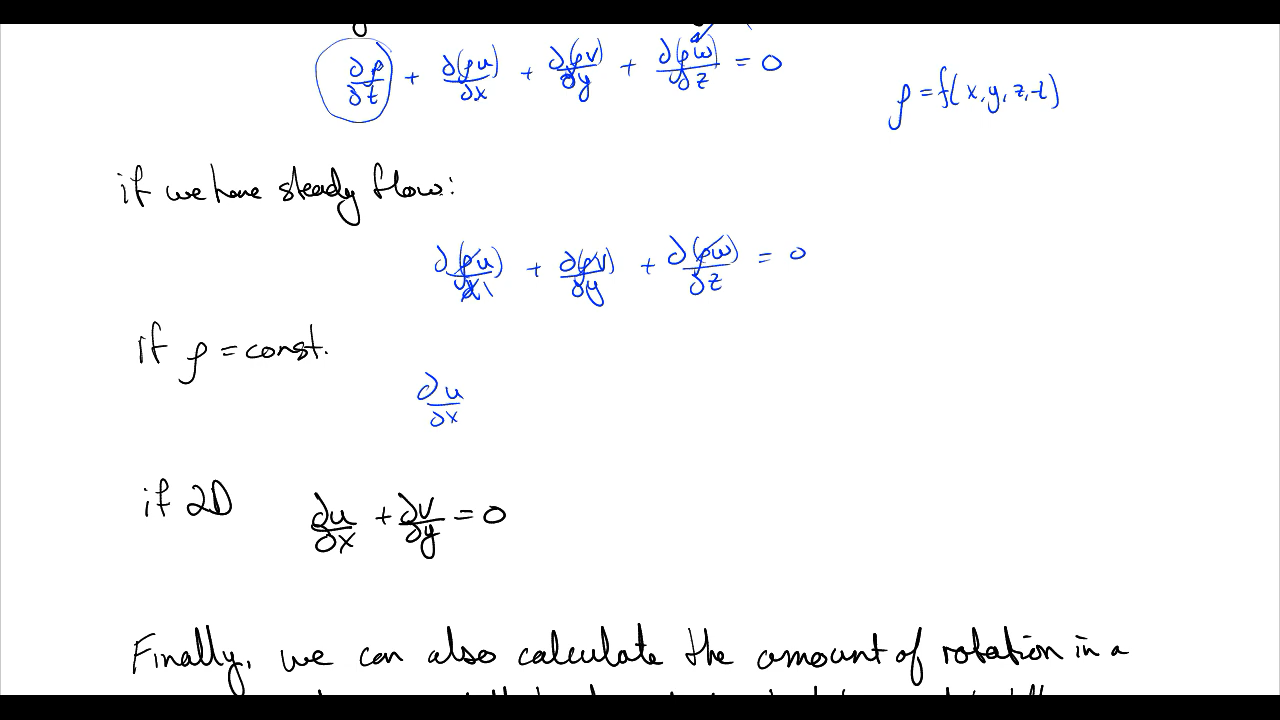 ∂ρ/∂t + ∂(ρu)/∂x + ∂(ρv)/∂y + ∂(ρw)/∂z = 0
ρ = f(x, y, z, t)
if we have steady flow:
∂(ρu)/∂x + ∂(ρv)/∂y + ∂(ρw)/∂z = 0
if ρ = const.
∂u/∂x
if 2D ∂u/∂x + ∂v/∂y = 0
Finally, we can also calculate the amount of rotation in a